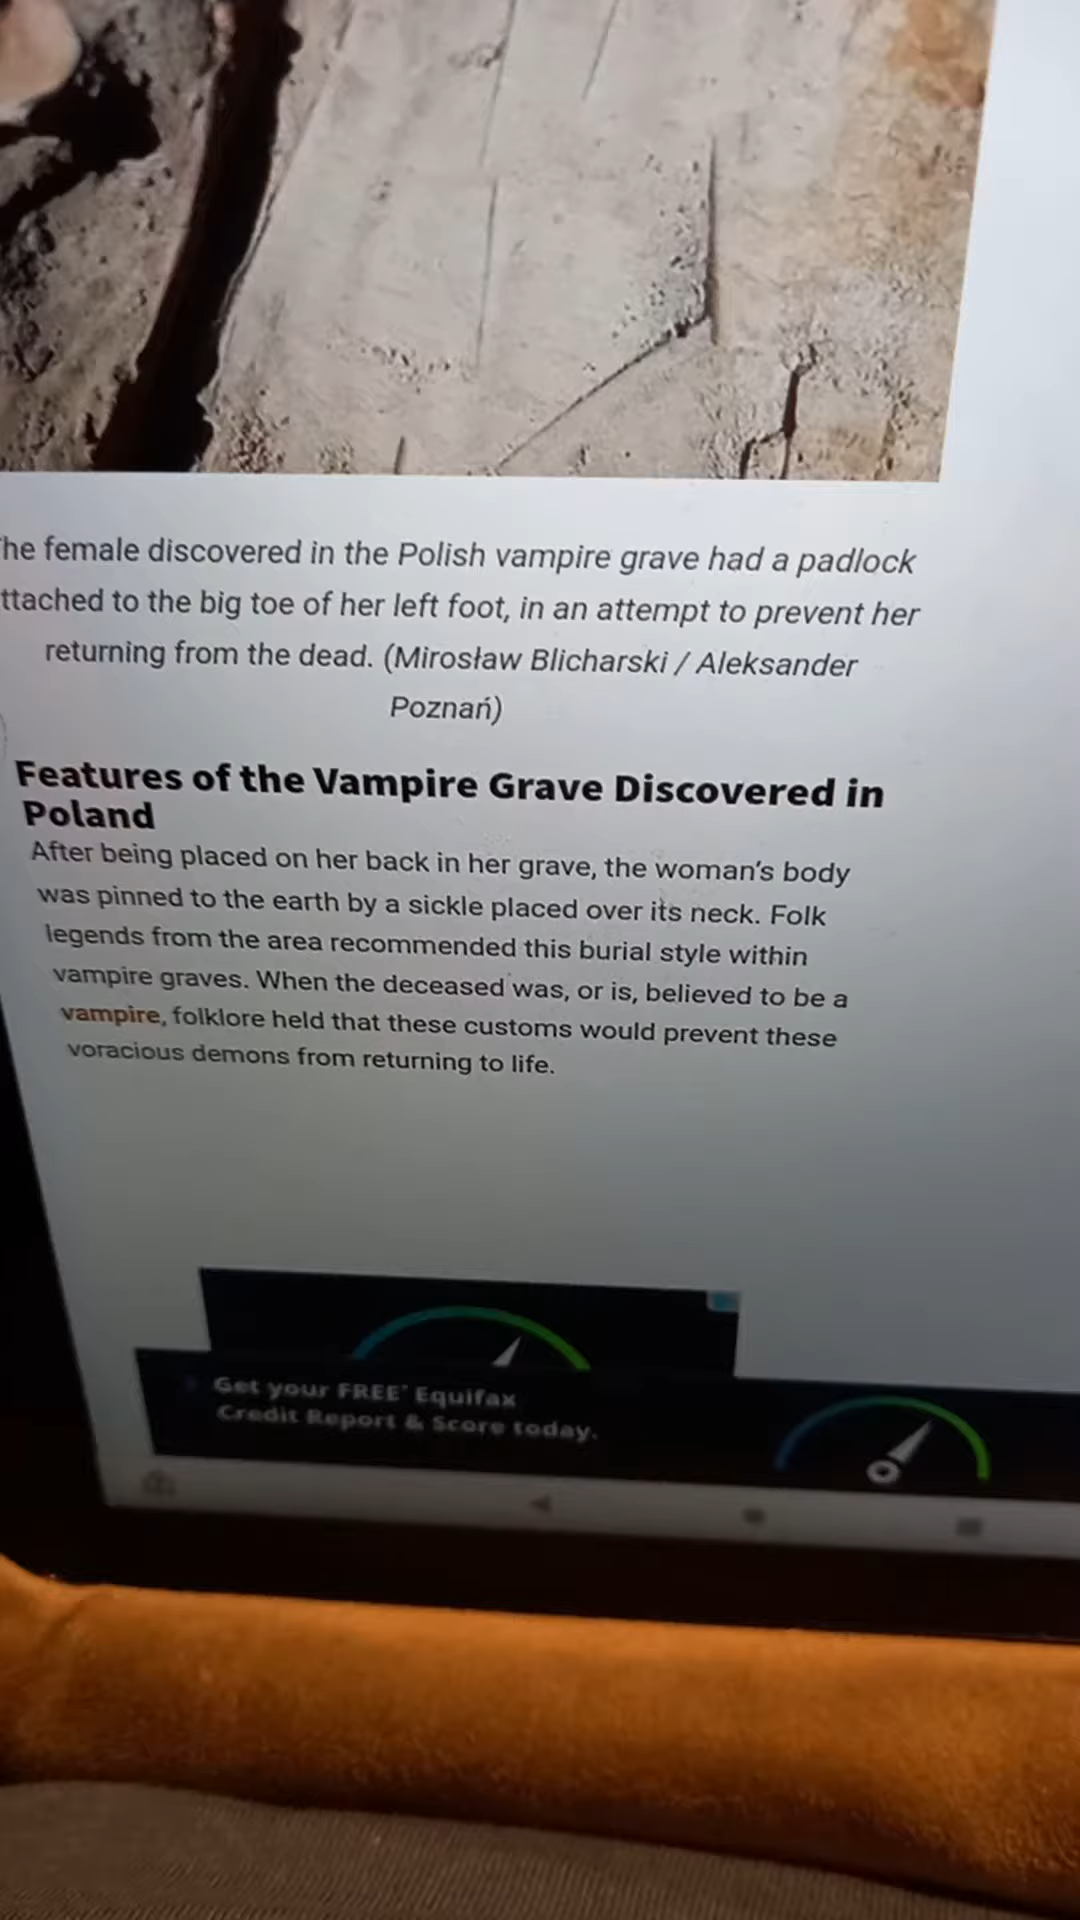 he female discovered in the Polish vampire grave had a padlock
ttached to the big toe of her left foot, in an attempt to prevent her
returning from the dead. (Mirosław Blicharski / Aleksander
Poznań)
Features of the Vampire Grave Discovered in
Poland
After being placed on her back in her grave, the woman's body
was pinned to the earth by a sickle placed over its neck. Folk
legends from the area recommended this burial style within
vampire graves. When the deceased was, or is, believed to be a
vampire, folklore held that these customs would prevent these
voracious demons from returning to life.
Get your FREE* Equifax
Credit Report & Score today.